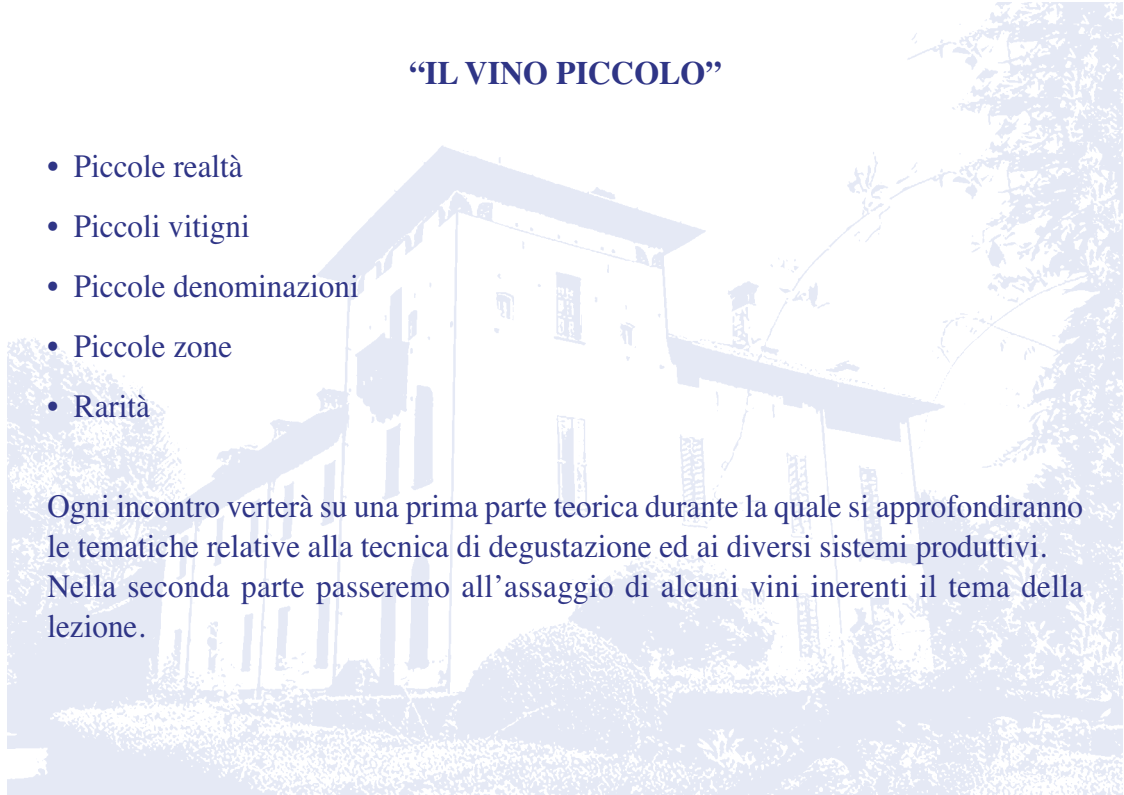 “IL VINO PICCOLO”
• Piccole realtà
• Piccoli vitigni
• Piccole denominazioni
• Piccole zone
• Rarità
Ogni incontro verterà su una prima parte teorica durante la quale si approfondiranno
le tematiche relative alla tecnica di degustazione ed ai diversi sistemi produttivi.
Nella seconda parte passeremo all’assaggio di alcuni vini inerenti il tema della
lezione.